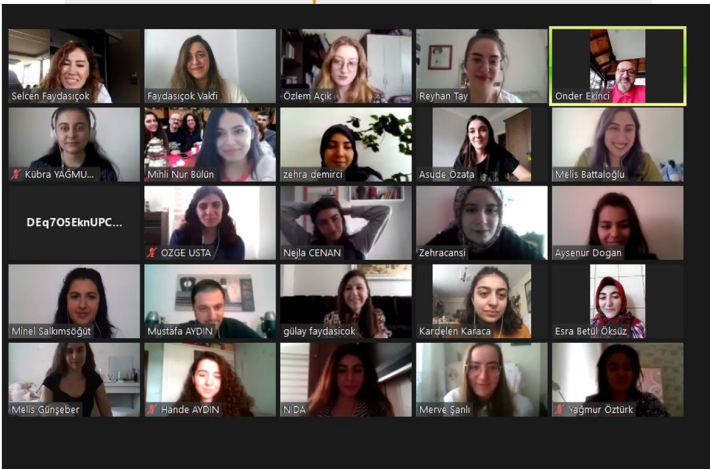 Selcen Faydasıçok
Faydasıçok Vakfi
Özlem Açik
Reyhan Tay
Onder Ekinci
Kübra YAĞMU...
Mihli Nur Bülün
zehra demirci
Asude Özata
Melis Battaloğlu
DEq7O5EknUPC...
OZGE USTA
Nejla CENAN
Zehracansi
Aysenur Dogan
Minel Salkımsöğüt
Mustafa AYDIN
gülay faydasicok
Kardelen Karaca
Esra Betül Öksüz
Melis Günşeber
Hande AYDIN
NİDA
Merve Şanlı
Yağmur Öztürk